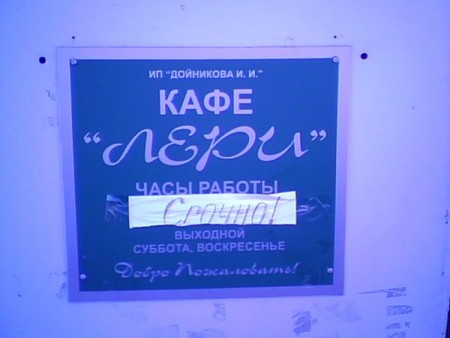 ИП "ДОЙНИКОВА И. И."
КАФЕ
"ЛЕРИ"
ЧАСЫ РАБОТЫ
Срочно!
ВЫХОДНОЙ
СУББОТА, ВОСКРЕСЕНЬЕ
Добро Пожаловать!